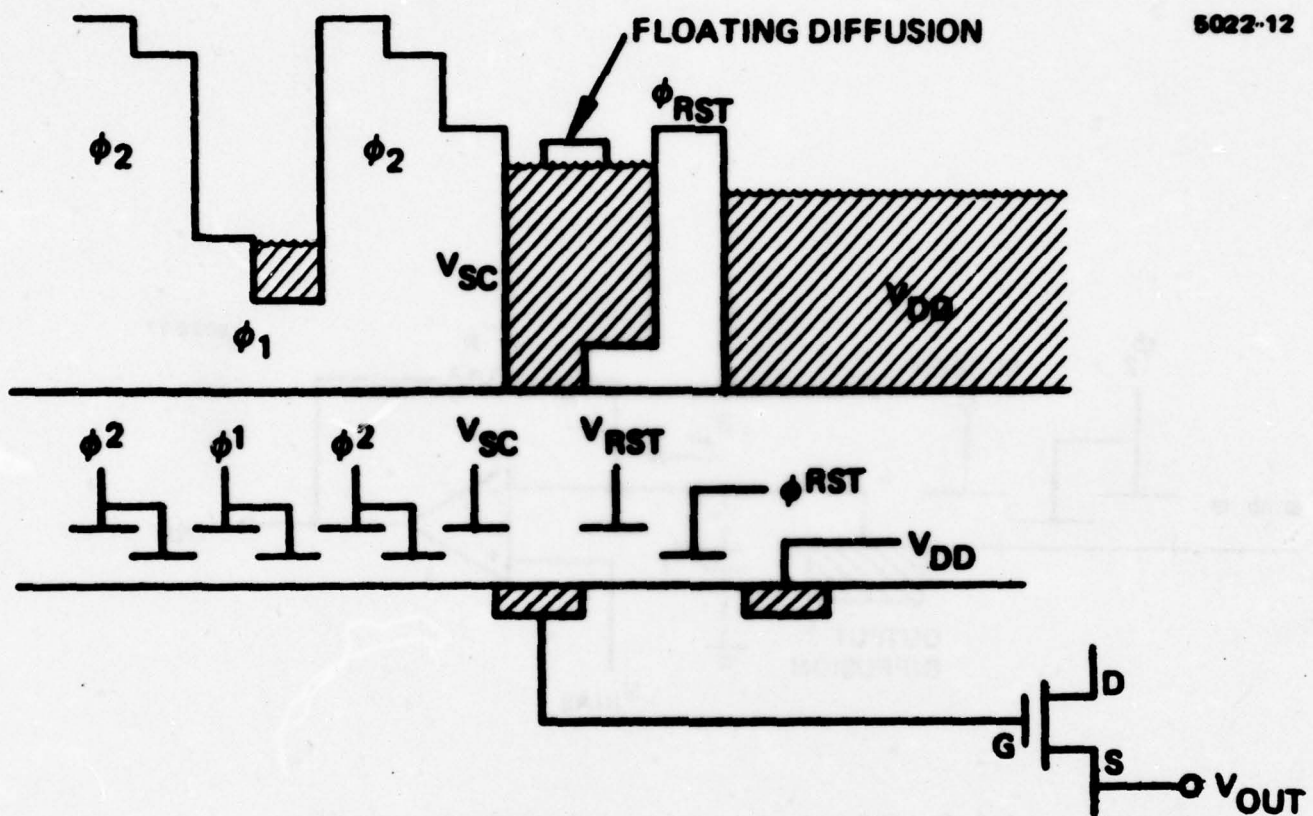 FLOATING DIFFUSION
5022-12
ϕRST
ϕ2
ϕ2
VSC
VDD
ϕ1
ϕ2
ϕ1
ϕ2
VSC
VRST
ϕRST
VDD
D
G
S
VOUT